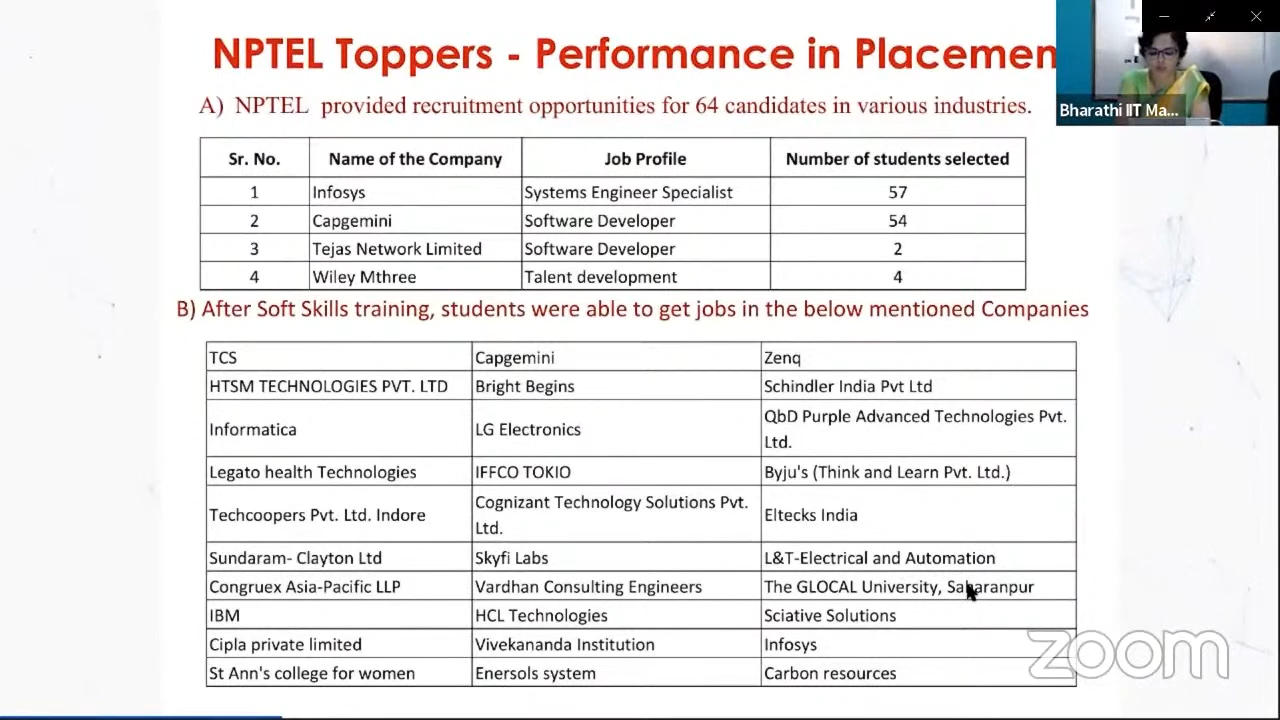 NPTEL Toppers - Performance in Placemen
Bharathi IIT Ma...
A) NPTEL provided recruitment opportunities for 64 candidates in various industries.
Sr. No. Name of the Company Job Profile Number of students selected
1 Infosys Systems Engineer Specialist 57
2 Capgemini Software Developer 54
3 Tejas Network Limited Software Developer 2
4 Wiley Mthree Talent development 4
B) After Soft Skills training, students were able to get jobs in the below mentioned Companies
TCS Capgemini Zenq
HTSM TECHNOLOGIES PVT. LTD Bright Begins Schindler India Pvt Ltd
Informatica LG Electronics QbD Purple Advanced Technologies Pvt.
Ltd.
Legato health Technologies IFFCO TOKIO Byju's (Think and Learn Pvt. Ltd.)
Techcoopers Pvt. Ltd. Indore Cognizant Technology Solutions Pvt.
Ltd. Eltecks India
Sundaram- Clayton Ltd Skyfi Labs L&T-Electrical and Automation
Congruex Asia-Pacific LLP Vardhan Consulting Engineers The GLOCAL University, Saharanpur
IBM HCL Technologies Sciative Solutions
Cipla private limited Vivekananda Institution Infosys
St Ann's college for women Enersols system Carbon resources
zoom